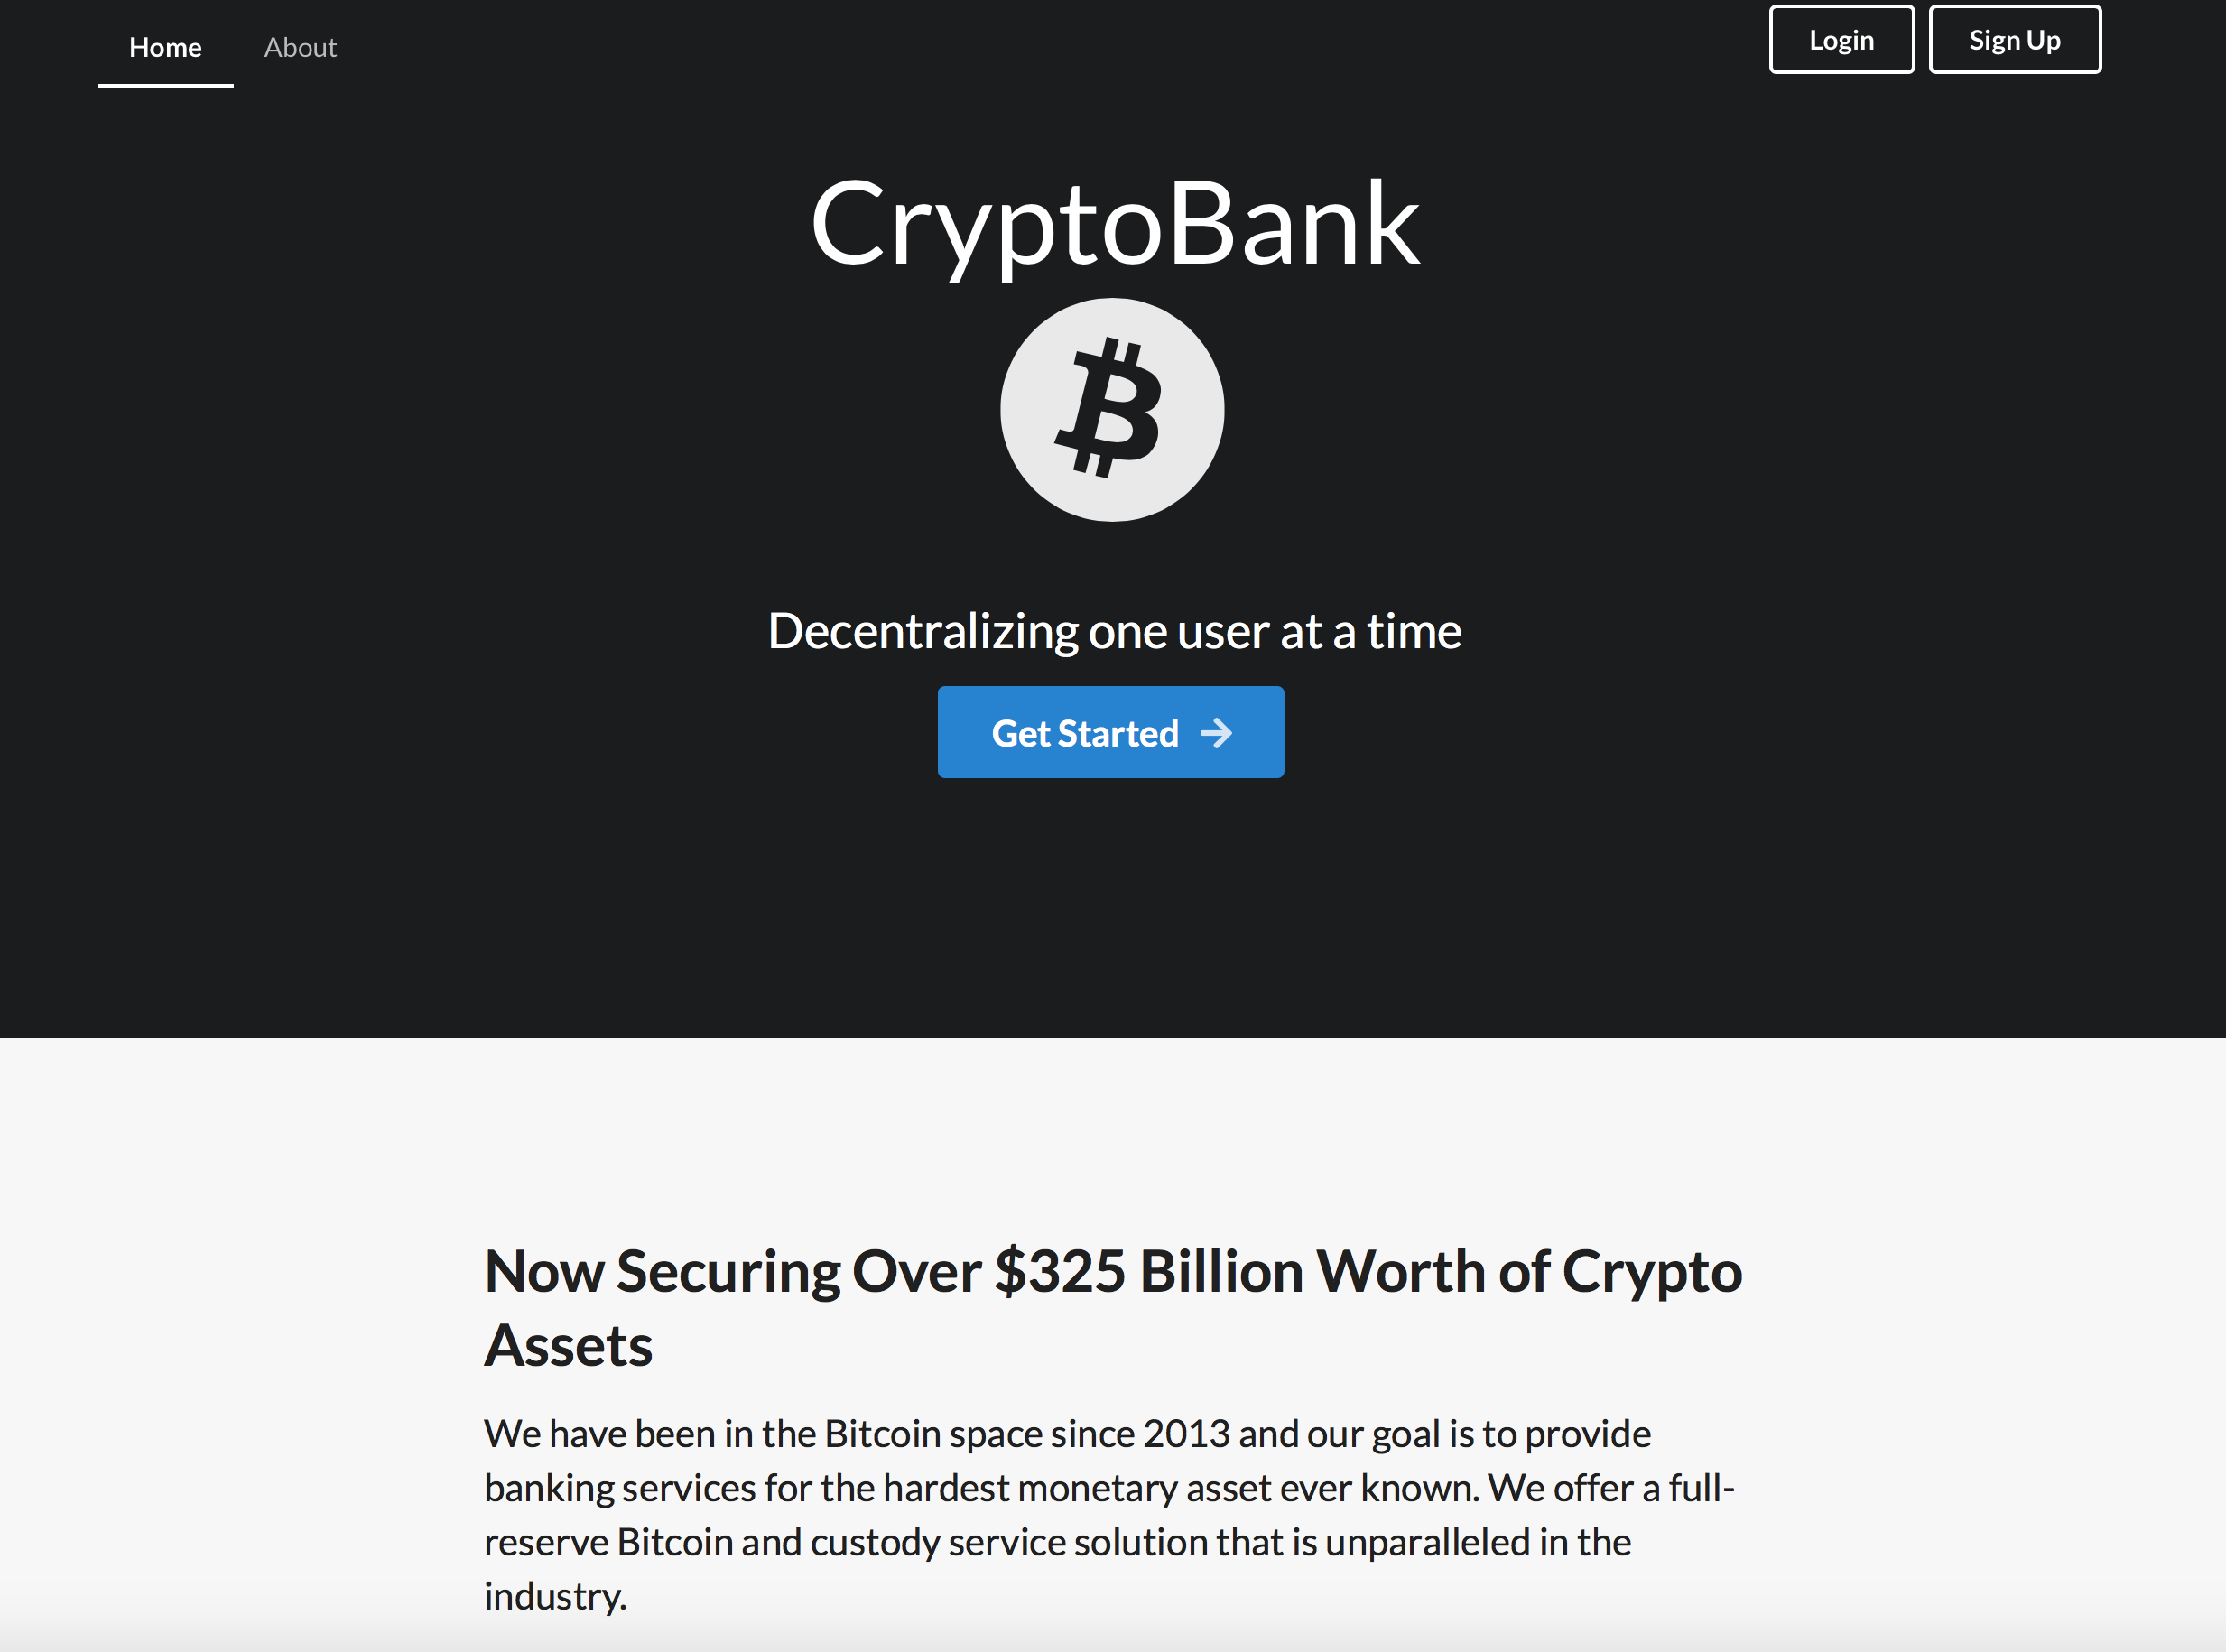 Home About Login Sign Up
CryptoBank
Decentralizing one user at a time
Get Started
Now Securing Over $325 Billion Worth of Crypto
Assets
We have been in the Bitcoin space since 2013 and our goal is to provide
banking services for the hardest monetary asset ever known. We offer a full-
reserve Bitcoin and custody service solution that is unparalleled in the
industry.